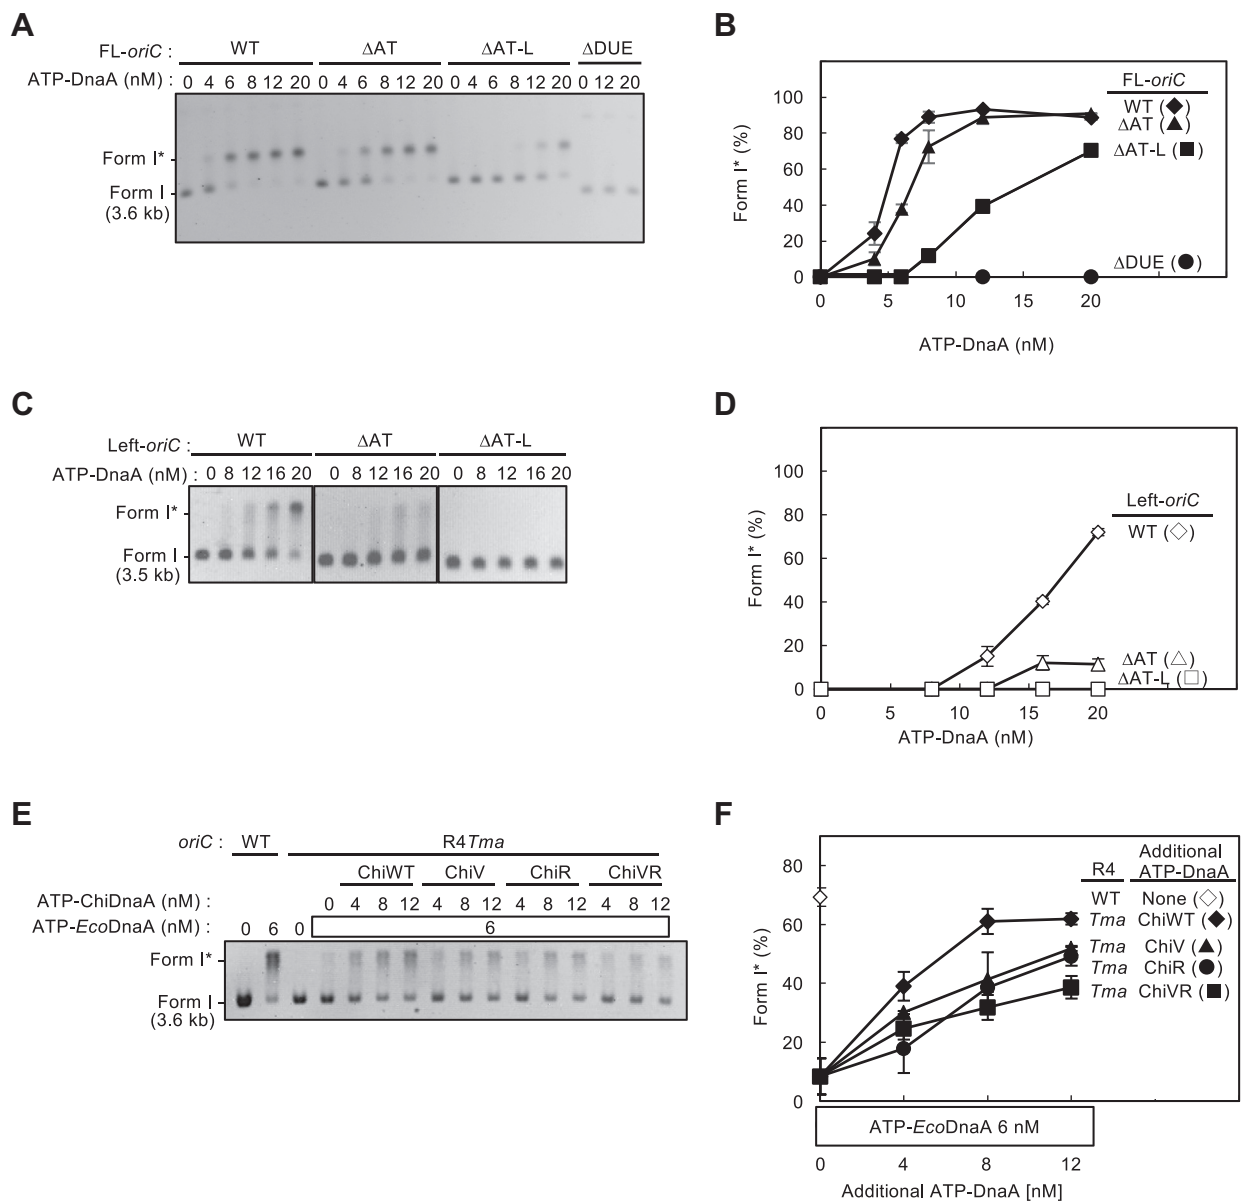 A
FL-oriC : WT ΔAT ΔAT-L ΔDUE
ATP-DnaA (nM) : 0 4 6 8 12 20 0 4 6 8 12 20 0 4 6 8 12 20 0 12 20
Form I*
Form I
(3.6 kb)
B
FL-oriC
WT (◆)
ΔAT (▲)
ΔAT-L (■)
ΔDUE (●)
Form I* (%)
100
80
60
40
20
0
0 5 10 15 20
ATP-DnaA (nM)
C
Left-oriC : WT ΔAT ΔAT-L
ATP-DnaA (nM) : 0 8 12 16 20 0 8 12 16 20 0 8 12 16 20
Form I*
Form I
(3.5 kb)
D
Left-oriC
WT (◇)
ΔAT (△)
ΔAT-L (□)
Form I* (%)
100
80
60
40
20
0
0 5 10 15 20
ATP-DnaA (nM)
E
oriC : WT R4Tma
ChiWT ChiV ChiR ChiVR
ATP-ChiDnaA (nM) : 0 4 8 12 4 8 12 4 8 12 4 8 12
ATP-EcoDnaA (nM) : 0 6 0 6
Form I*
Form I
(3.6 kb)
F
Additional
R4 ATP-DnaA
WT None (◇)
Tma ChiWT (◆)
Tma ChiV (▲)
Tma ChiR (●)
Tma ChiVR (■)
Form I* (%)
80
60
40
20
0
ATP-EcoDnaA 6 nM
0 4 8 12
Additional ATP-DnaA [nM]